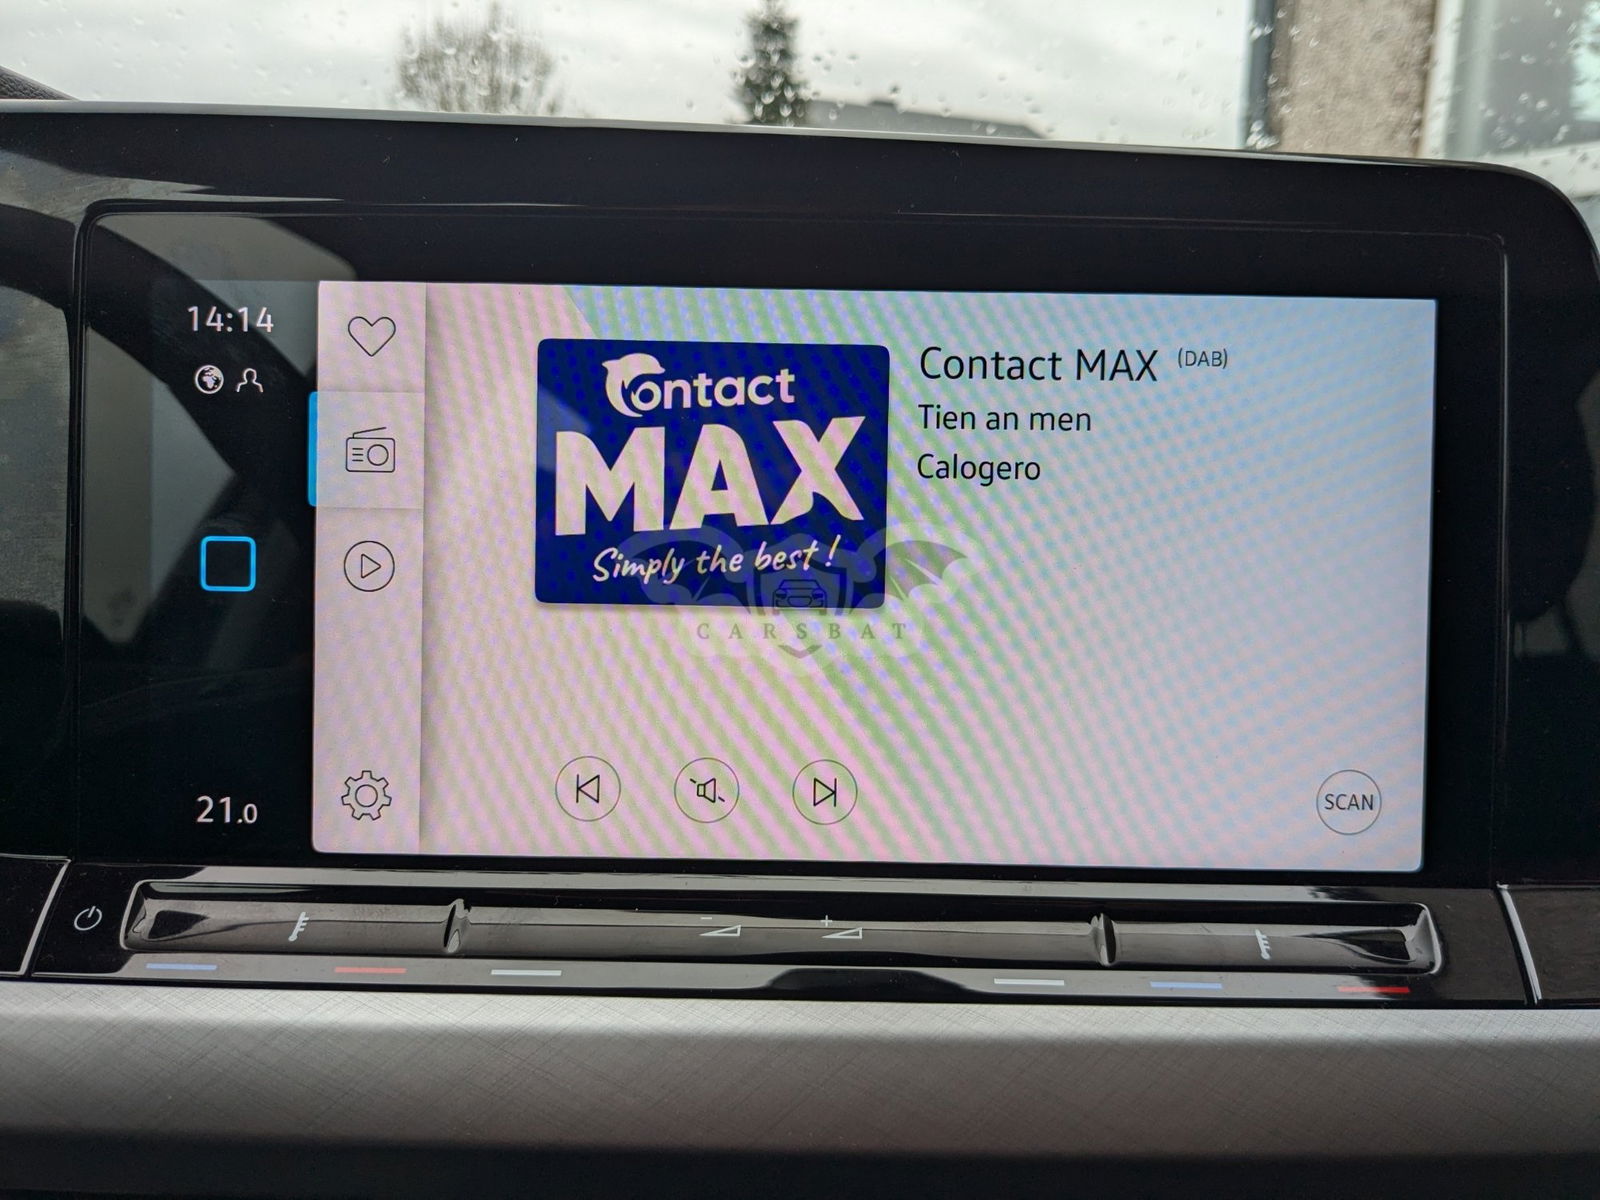 14:14
Contact
MAX
Simply the best !
Contact MAX (DAB)
Tien an men
Calogero
CARSBAT
21.0
SCAN
- +